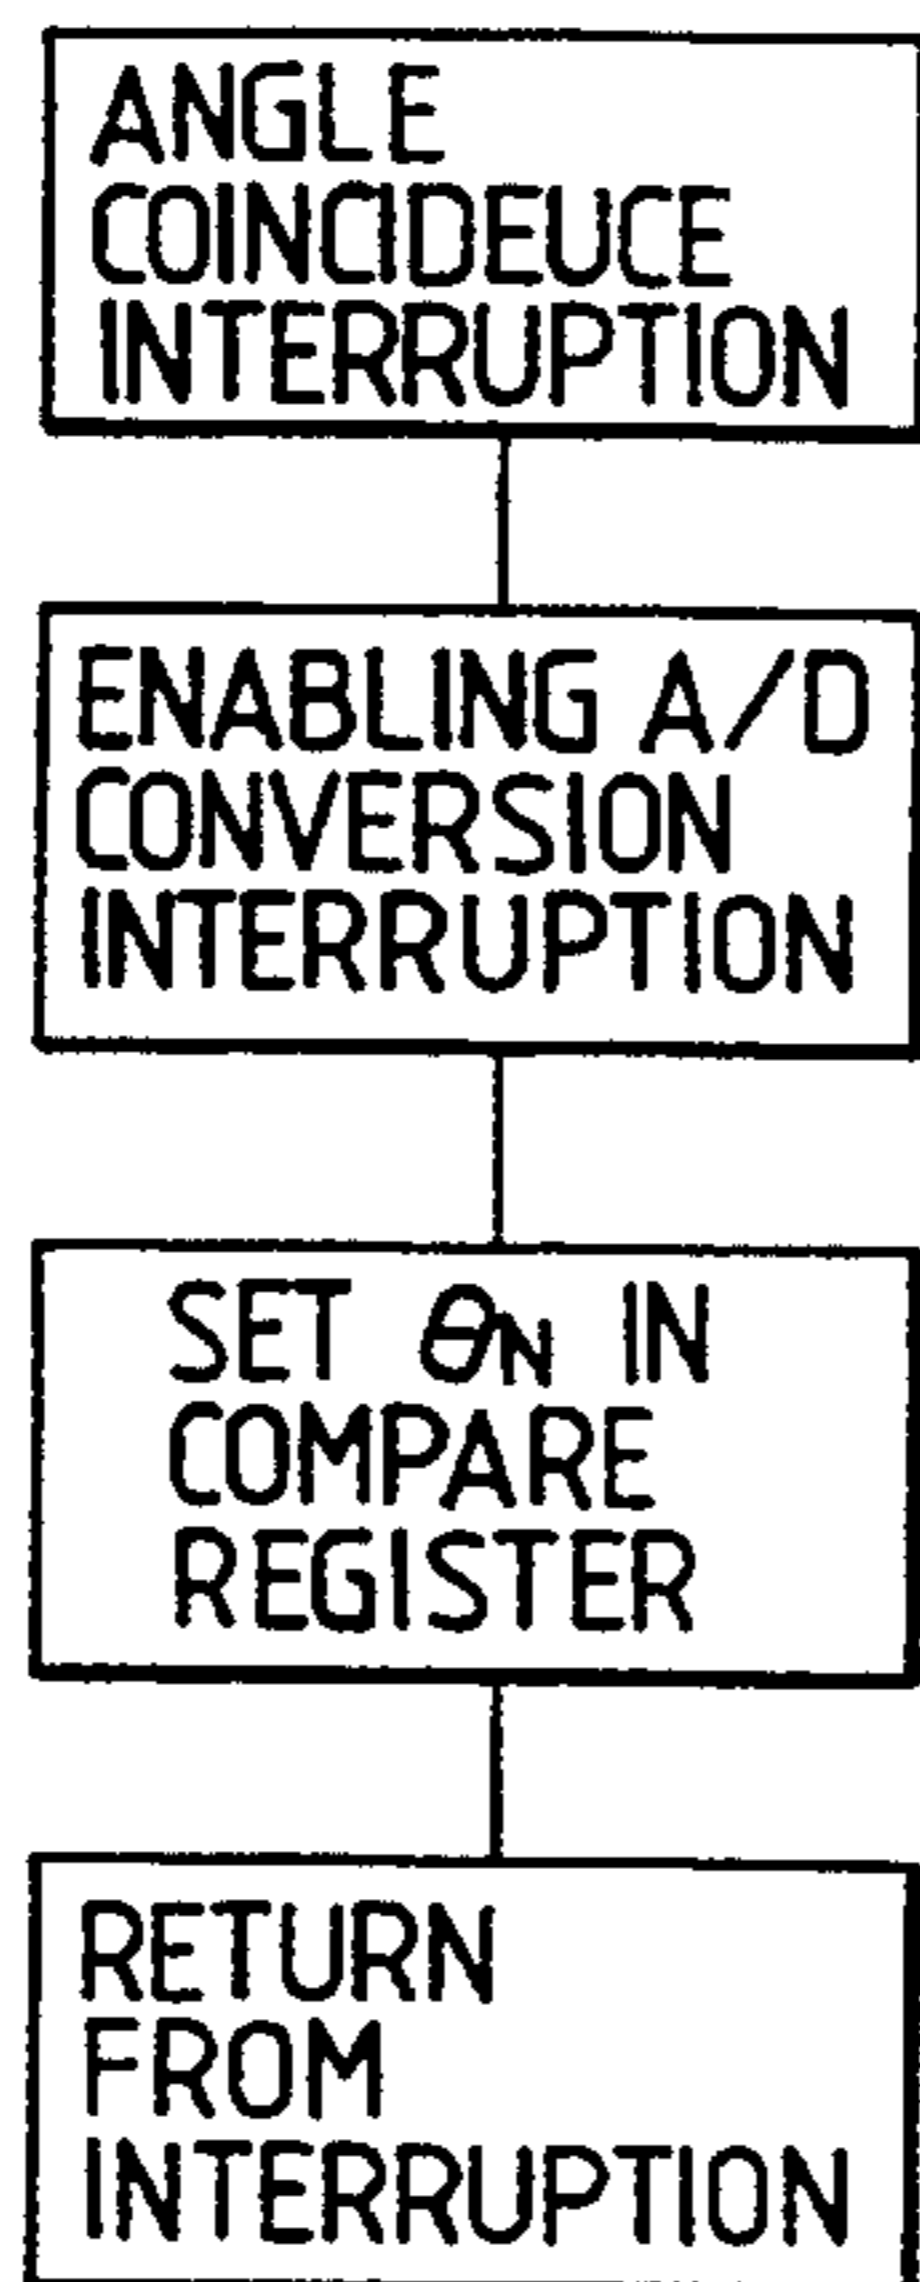 ANGLE
COINCIDEUCE
INTERRUPTION
ENABLING A/D
CONVERSION
INTERRUPTION
SET θN IN
COMPARE
REGISTER
RETURN
FROM
INTERRUPTION